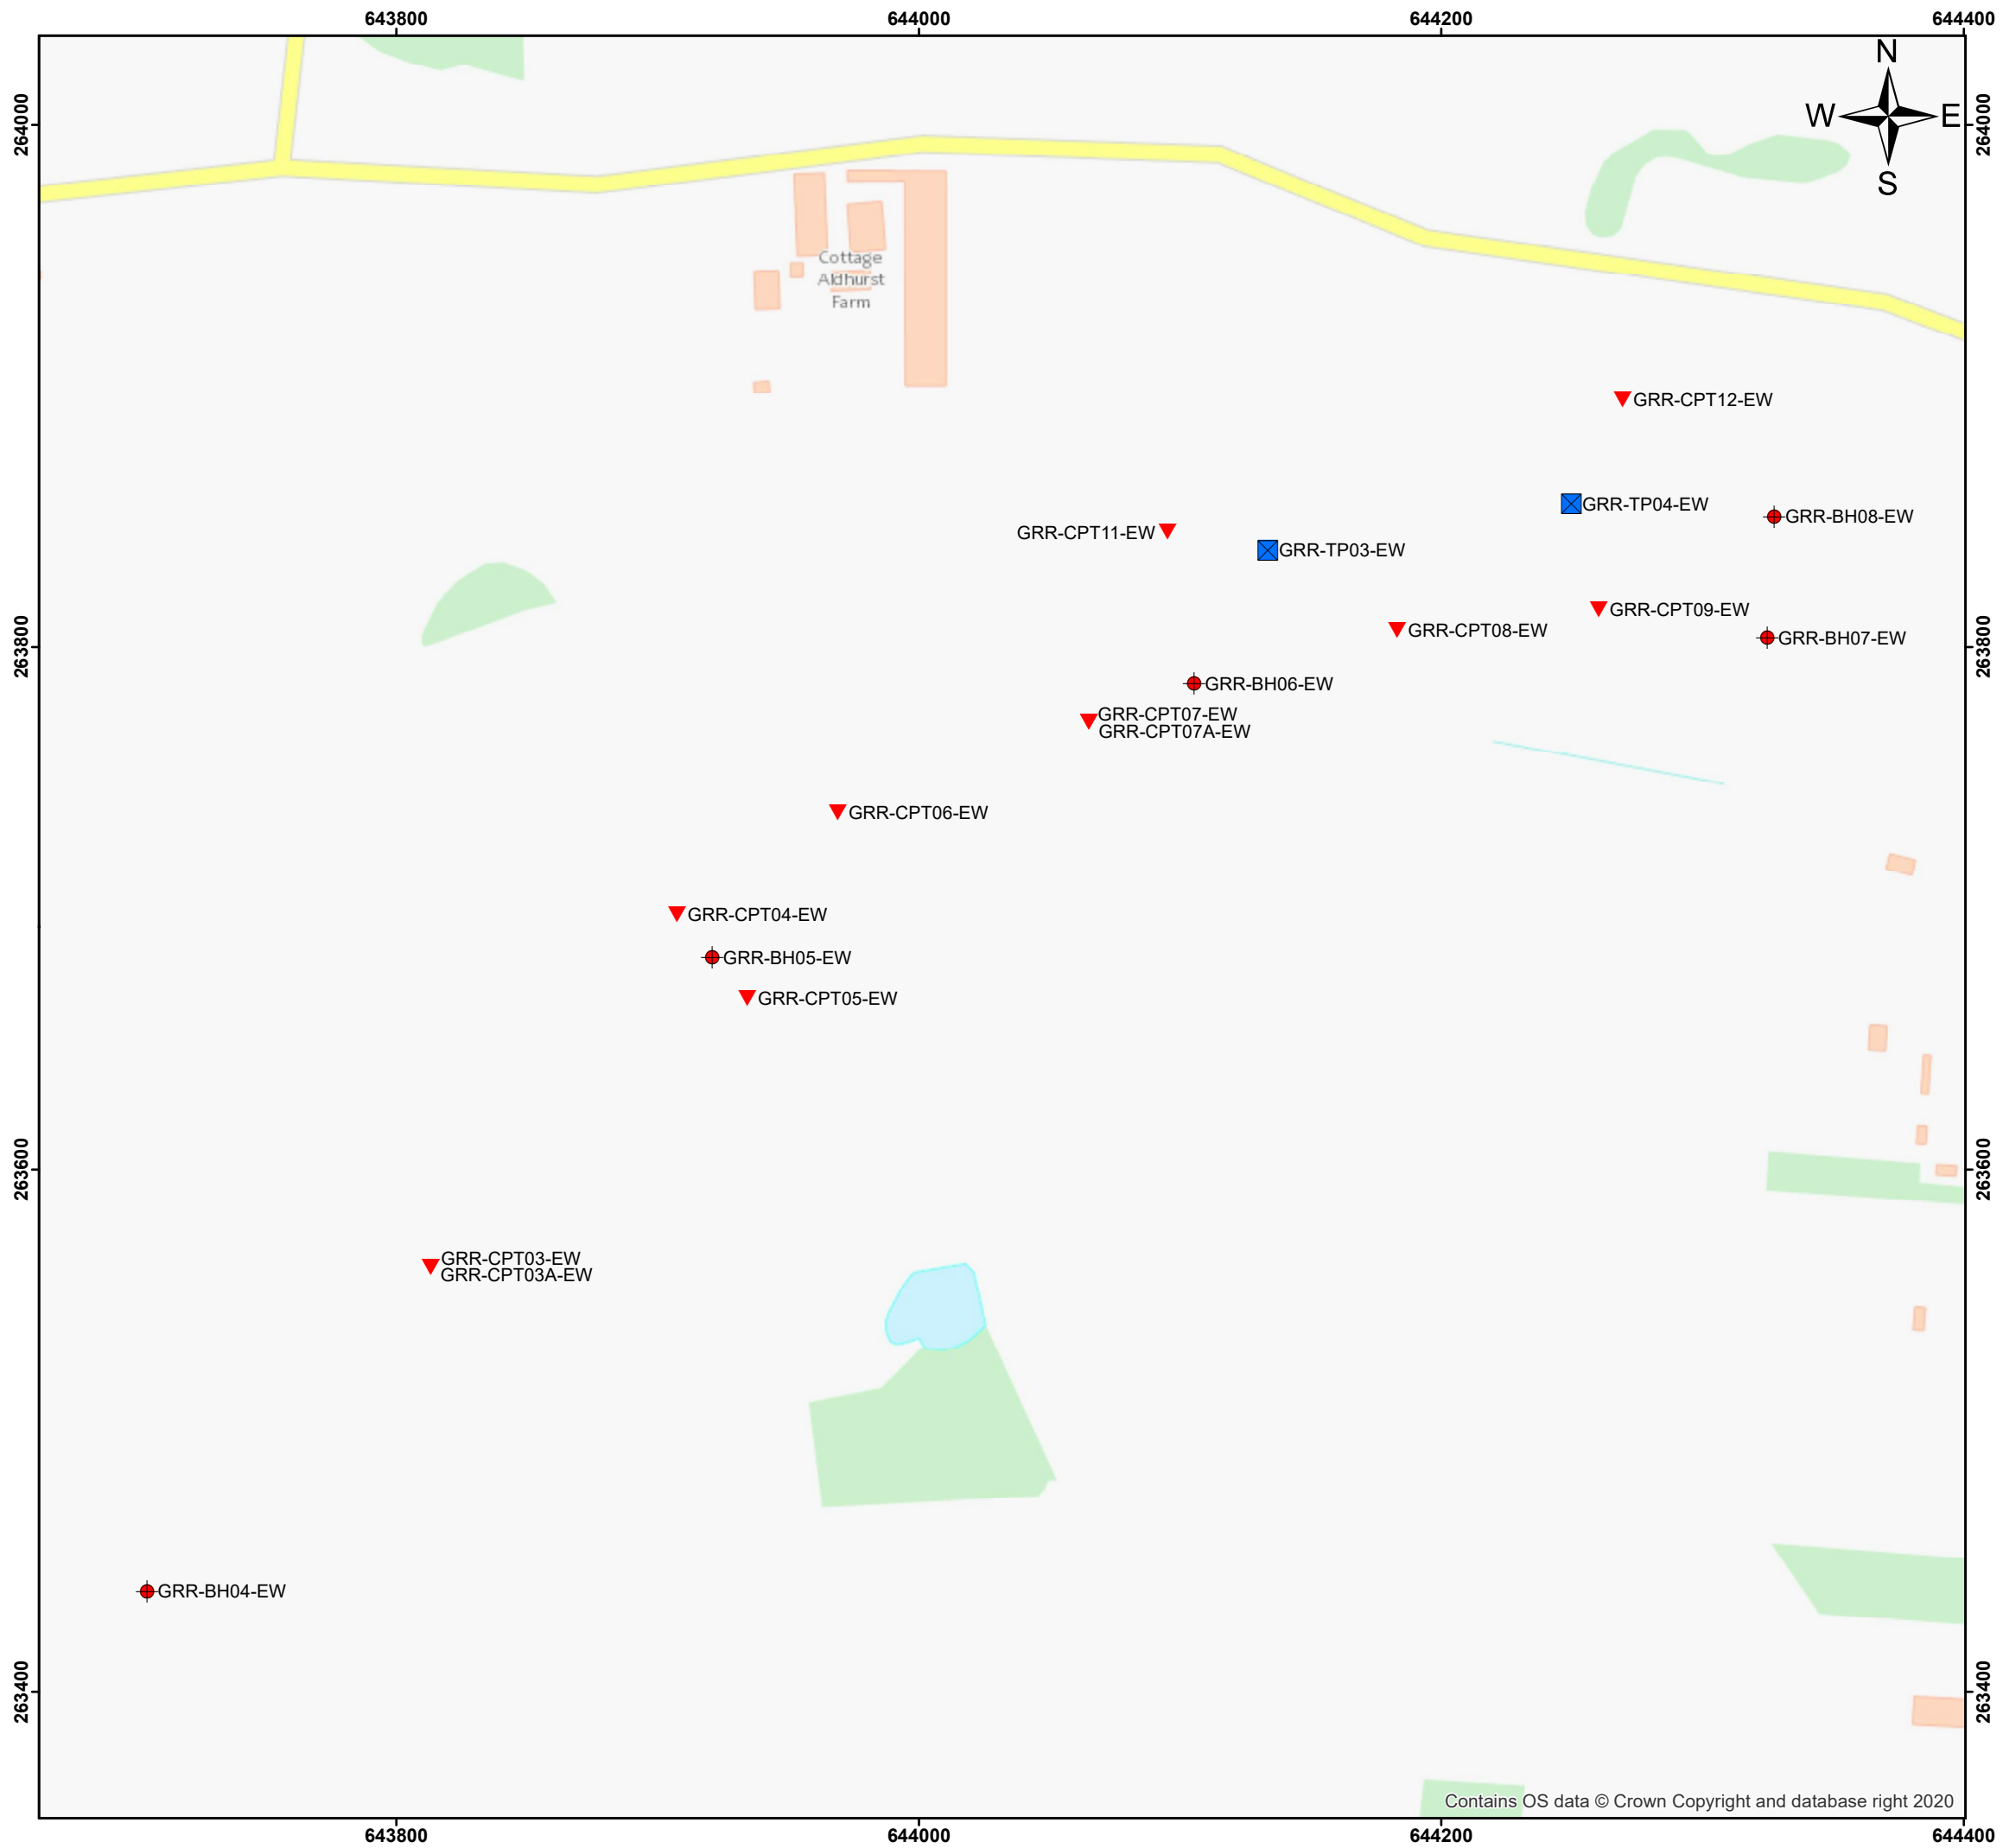 643800 644000 644200 644400
N
W E
S
264000 264000
Cottage
Aldhurst
Farm
GRR-CPT12-EW
GRR-TP04-EW
GRR-BH08-EW
GRR-CPT11-EW
GRR-TP03-EW
GRR-CPT09-EW
GRR-CPT08-EW
GRR-BH07-EW
263800 263800
GRR-BH06-EW
GRR-CPT07-EW
GRR-CPT07A-EW
GRR-CPT06-EW
GRR-CPT04-EW
GRR-BH05-EW
GRR-CPT05-EW
263600 263600
GRR-CPT03-EW
GRR-CPT03A-EW
GRR-BH04-EW
263400 263400
Contains OS data © Crown Copyright and database right 2020
643800 644000 644200 644400